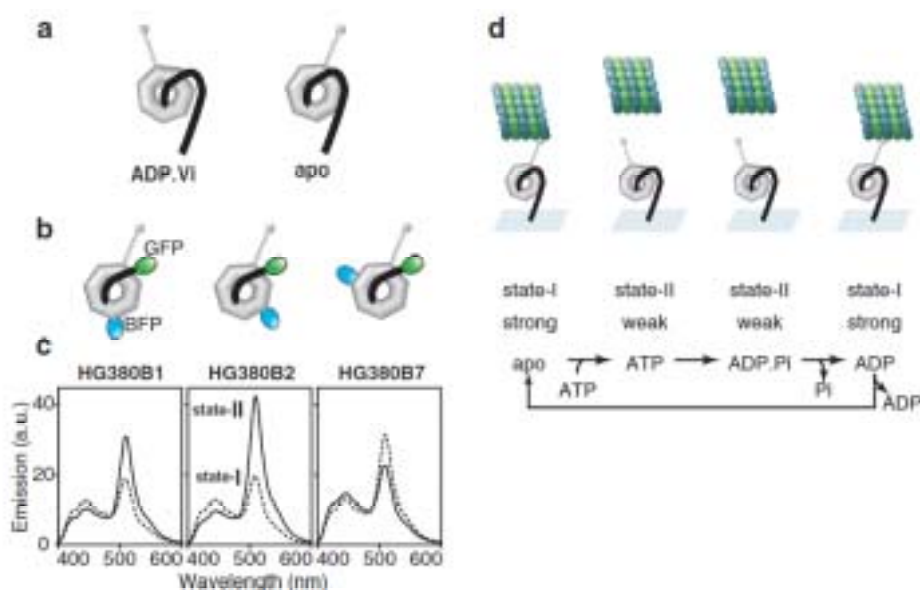 a
ADP.Vi
apo
b
GFP
BFP
c
HG380B1 HG380B2 HG380B7
Emission (a.u.)
40
20
0
state-II
state-I
400 500 600 400 500 600 400 500 600
Wavelength (nm)
d
state-I state-II state-II state-I
strong weak weak strong
apo ATP ADP.Pi ADP
ATP Pi ADP